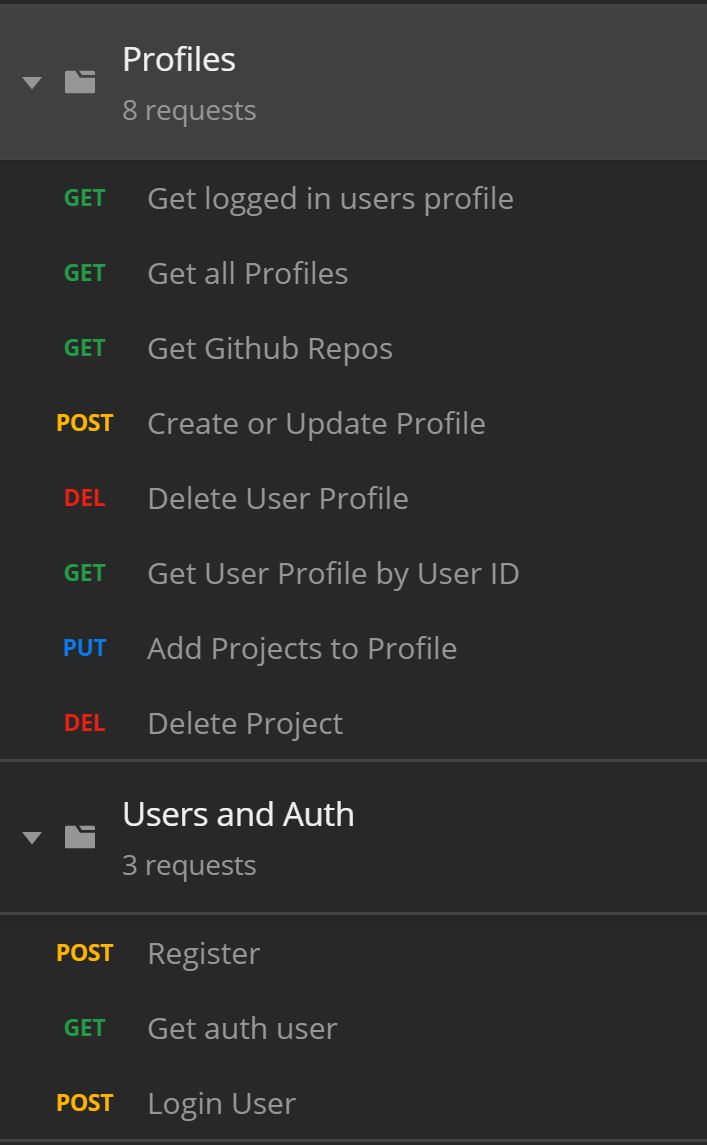 Profiles
8 requests
GET Get logged in users profile
GET Get all Profiles
GET Get Github Repos
POST Create or Update Profile
DEL Delete User Profile
GET Get User Profile by User ID
PUT Add Projects to Profile
DEL Delete Project
Users and Auth
3 requests
POST Register
GET Get auth user
POST Login User